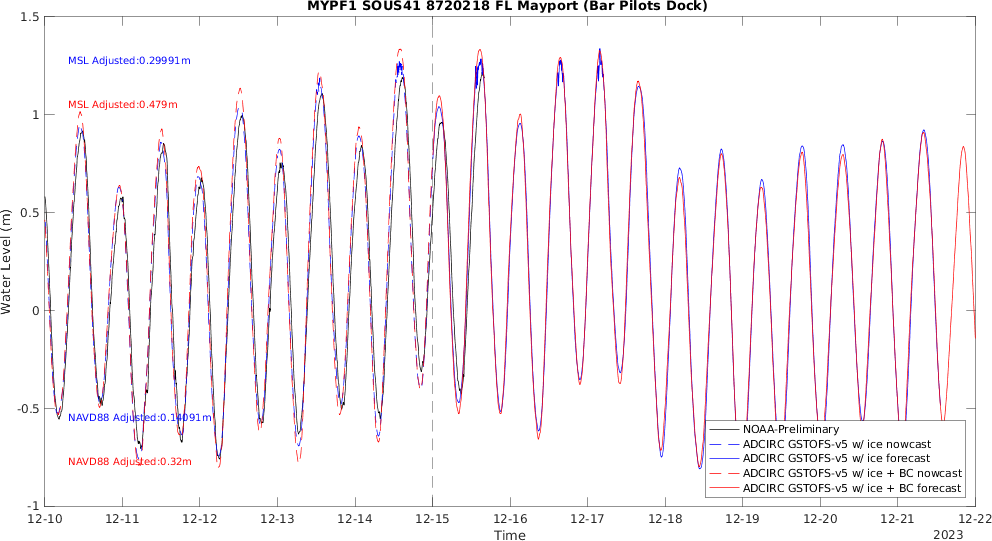 MYPF1 SOUS41 8720218 FL Mayport (Bar Pilots Dock)
Water Level (m)
1.5
1
0.5
0
-0.5
-1
MSL Adjusted:0.29991m
MSL Adjusted:0.479m
NAVD88 Adjusted:0.14091m
NAVD88 Adjusted:0.32m
NOAA-Preliminary
ADCIRC GSTOFS-v5 w/ ice nowcast
ADCIRC GSTOFS-v5 w/ ice forecast
ADCIRC GSTOFS-v5 w/ ice + BC nowcast
ADCIRC GSTOFS-v5 w/ ice + BC forecast
12-10 12-11 12-12 12-13 12-14 12-15 12-16 12-17 12-18 12-19 12-20 12-21 12-22
Time
2023